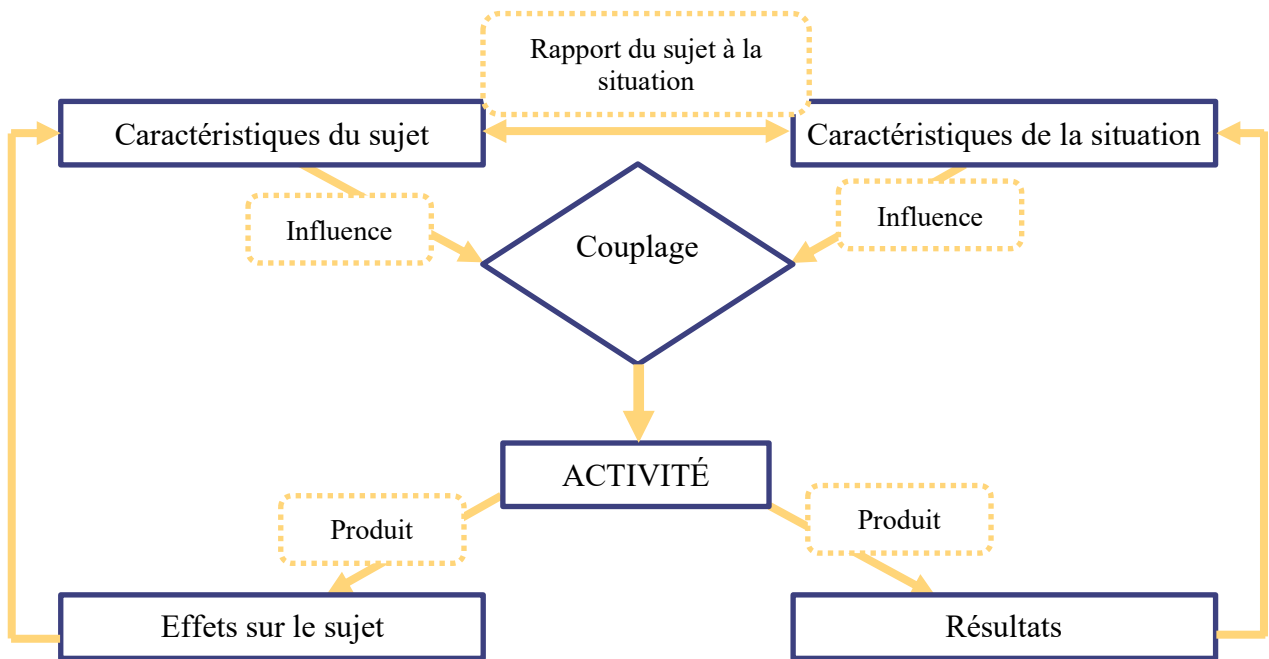 Rapport du sujet à la
situation
Caractéristiques du sujet
Caractéristiques de la situation
Influence
Influence
Couplage
ACTIVITÉ
Produit
Produit
Effets sur le sujet
Résultats